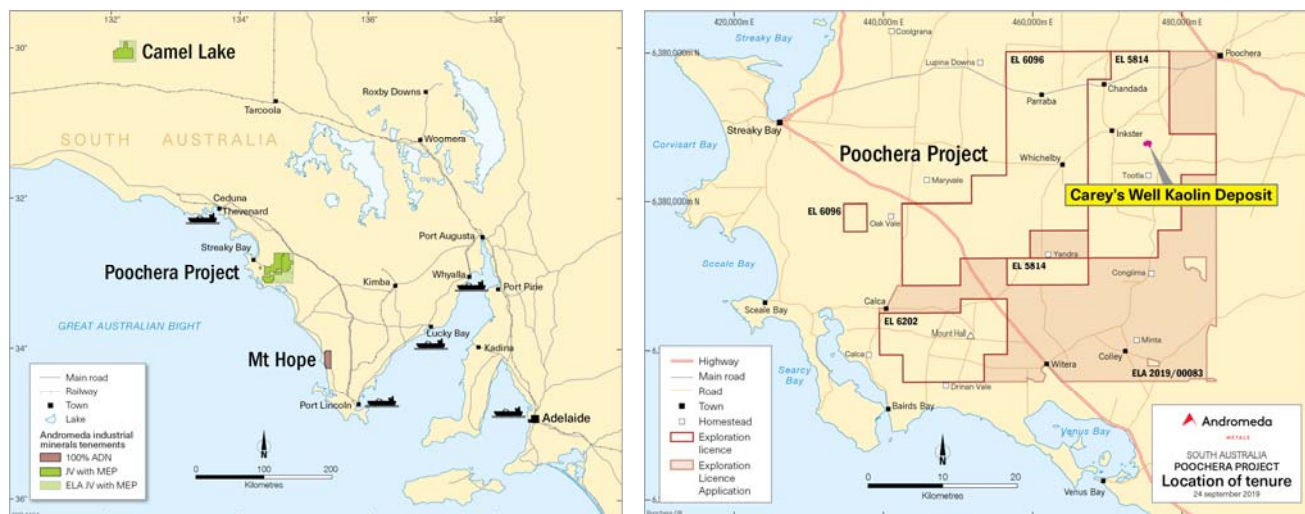 132°
134°
136°
138°
30°
Camel Lake
Roxby Downs
Tarcoola
SOUTH AUSTRALIA
Woomera
32°
Ceduna
Thevenard
Streaky Bay
Port Augusta
Poochera Project
Kimba
Whyalla
Port Pirie
GREAT AUSTRALIAN BIGHT
Lucky Bay
Kadina
34°
Mt Hope
Port Lincoln
Adelaide
Main road
Railway
Town
Lake
Andromeda industrial
minerals tenements
100% ADN
JV with MEP
ELA JV with MEP
N
0 100 200
Kilometres
36°
420,000m E
440,000m E
460,000m E
480,000m E
Streaky Bay
Coolgrana
6,380,000m N
EL 6096
EL 5814
Poochera
Lupina Downs
Chandada
Parraba
Streaky Bay
Inkster
Corvisart Bay
Poochera Project
Whichelby
Maryvale
Tootla
Carey's Well Kaolin Deposit
6,380,000m N
EL 6096
Oak Vale
Yandra
Sceale Bay
EL 5814
Conglima
Calca
Sceale Bay
EL 6202
Mount Hall
Minta
Calca
Colley
Searcy
Bay
Witera
ELA 2019/00083
Drinan Vale
Bairds Bay
Venus Bay
Venus Bay
Highway
Main road
Road
Town
Homestead
Exploration
licence
Exploration
Licence
Application
N
0 10 20
Kilometres
Andromeda
METALS
SOUTH AUSTRALIA
POOCHERA PROJECT
Location of tenure
24 september 2019